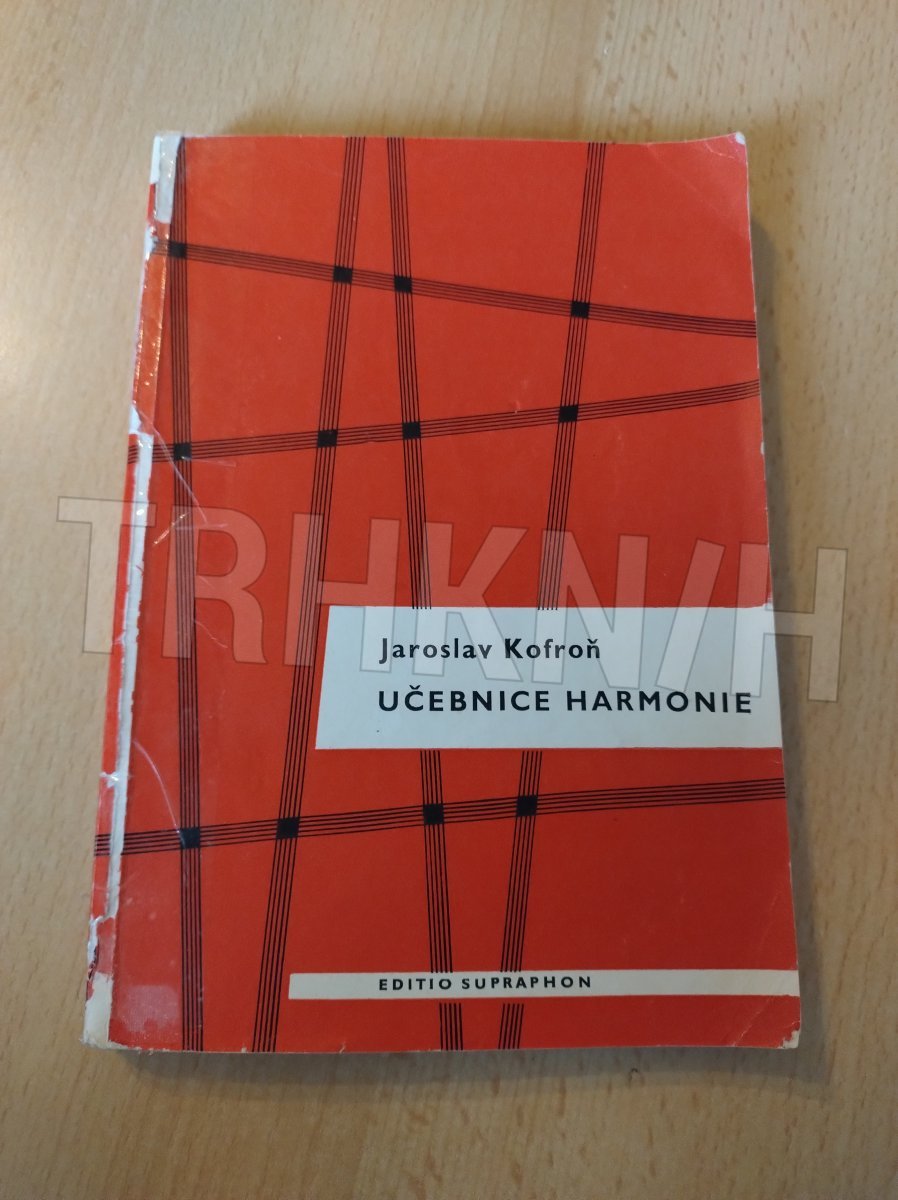 TRHKNIH
Jaroslav Kofroň
UČEBNICE HARMONIE
EDITIO SUPRAPHON